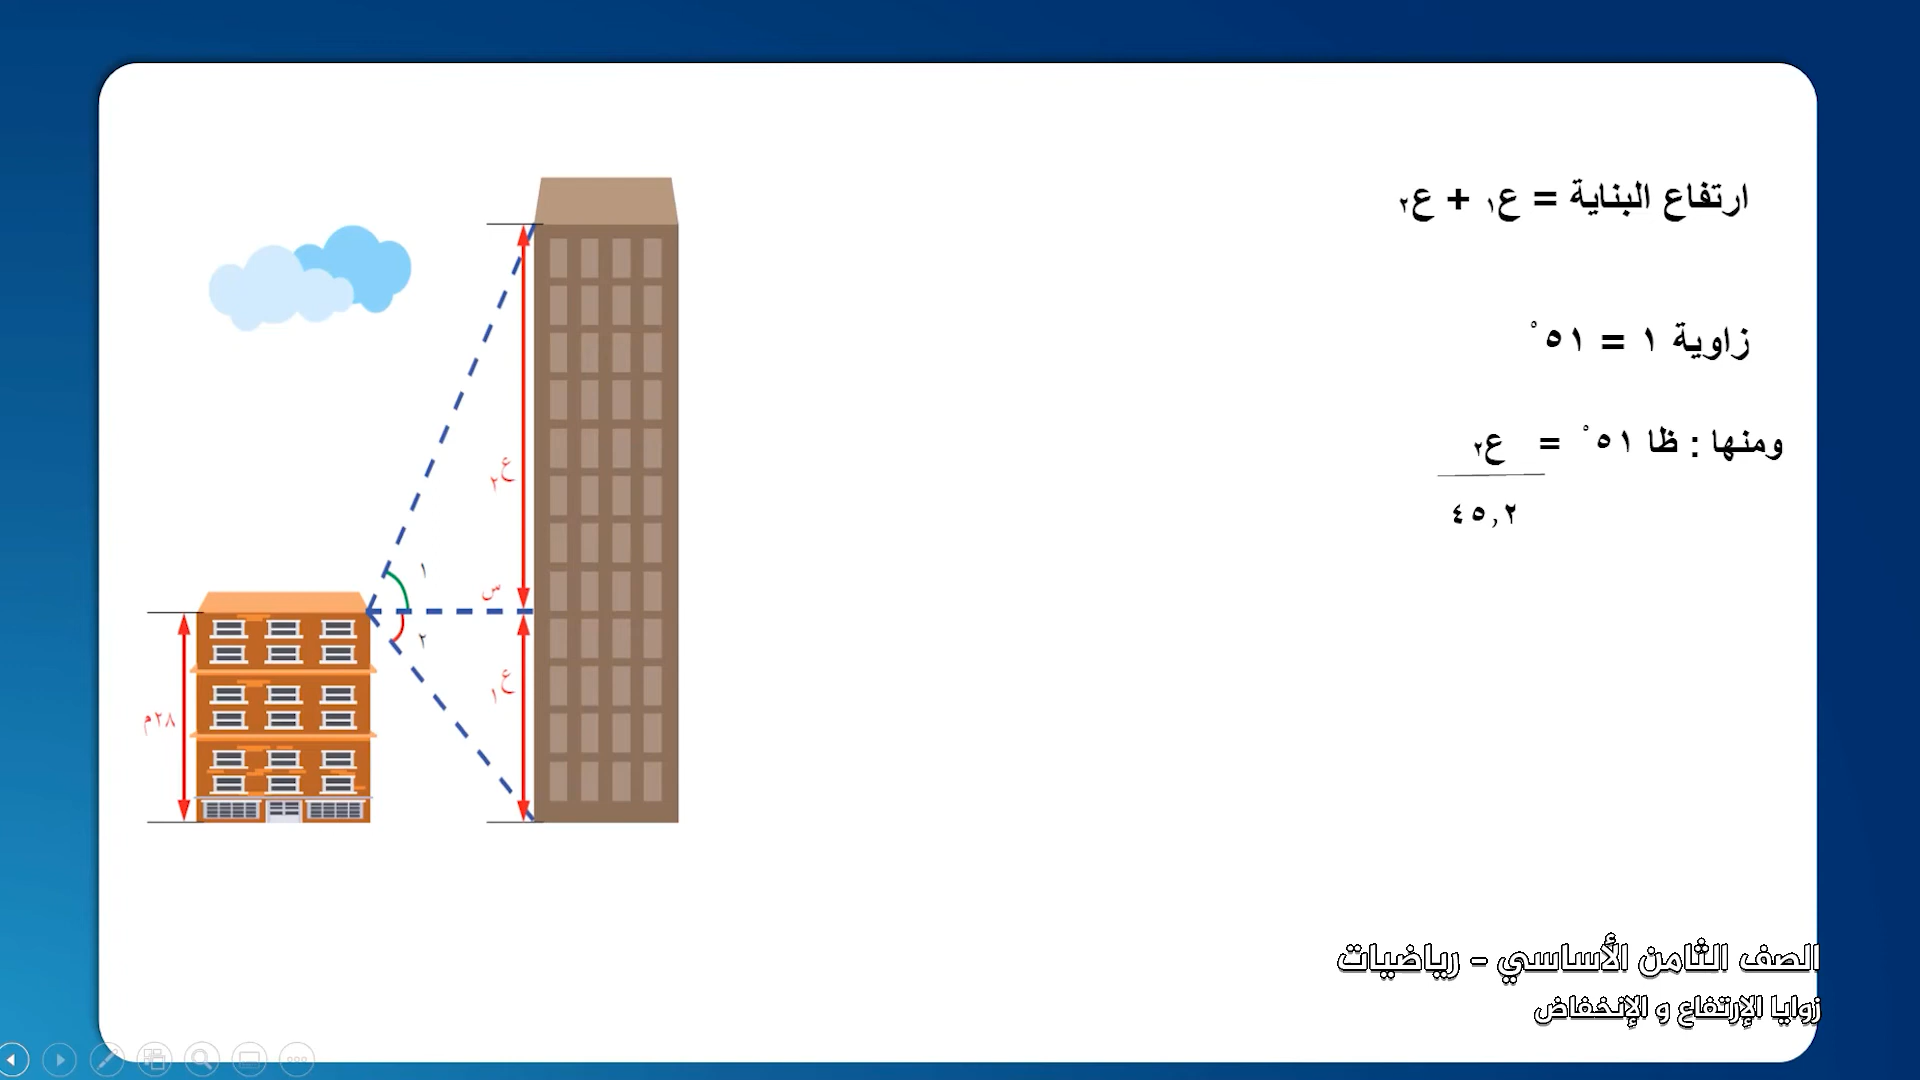 ارتفاع البناية = ع١ + ع٢
زاوية ١ = ٥١°
ومنها : ظا ٥١° = ع٢
٤٥,٢
ع٢
١
س
٢
ع١
٢٨م
الصف الثامن الأساسي - رياضيات
زوايا الإرتفاع و الإنخفاض